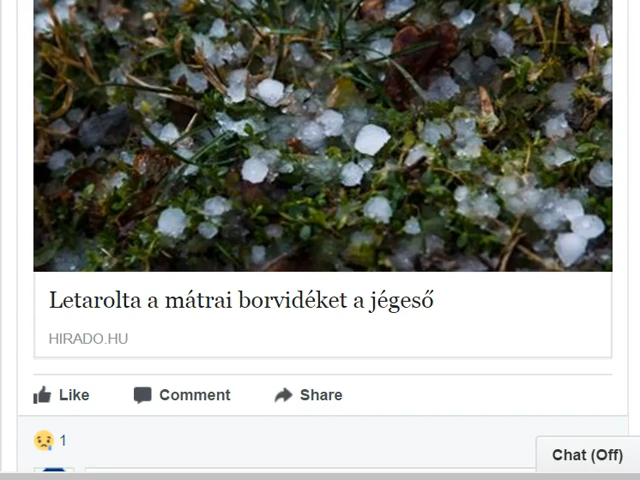 Letarolta a mátrai borvidéket a jégeső
HIRADO.HU
Like Comment Share
1
Chat (Off)